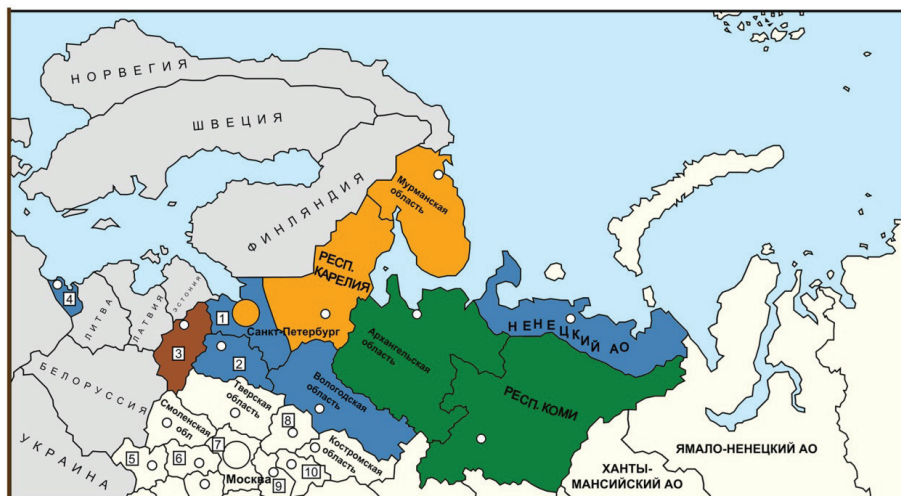 НОРВЕГИЯ
ШВЕЦИЯ
ФИНЛЯНДИЯ
Мурманская
область
РЕСП.
КАРЕЛИЯ
4
ЛИТВА
ЛАТВИЯ
ЭСТОНИЯ
1
Санкт-Петербург
НЕНЕЦКИЙ АО
Архангельская
область
3
2
БЕЛОРУССИЯ
Вологодская
область
РЕСП. КОМИ
Тверская
область
Смоленская
обл
8
7
Костромская
область
УКРАИНА
5
6
10
Москва
9
ЯМАЛО-НЕНЕЦКИЙ АО
ХАНТЫ-
МАНСИЙСКИЙ АО